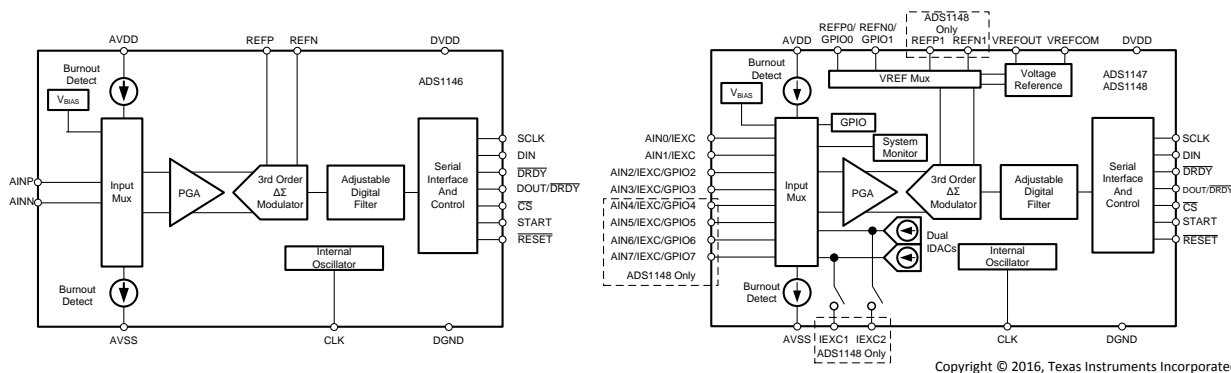 AVDD
REFP REFN
DVDD
Burnout
Detect
ADS1146
VBIAS
SCLK
DIN
DRDY
DOUT/DRDY
CS
START
RESET
AINP
AINN
Input
Mux
PGA
3rd Order
ΔΣ
Modulator
Adjustable
Digital
Filter
Serial
Interface
And
Control
Internal
Oscillator
Burnout
Detect
AVSS
CLK
DGND
ADS1148
Only
AVDD
REFP0/
GPIO0
REFN0/
GPIO1
REFP1 REFN1
VREFOUT VREFCOM
DVDD
Burnout
Detect
VREF Mux
Voltage
Reference
ADS1147
ADS1148
VBIAS
GPIO
System
Monitor
AIN0/IEXC
AIN1/IEXC
AIN2/IEXC/GPIO2
AIN3/IEXC/GPIO3
AIN4/IEXC/GPIO4
AIN5/IEXC/GPIO5
AIN6/IEXC/GPIO6
AIN7/IEXC/GPIO7
ADS1148 Only
Input
Mux
PGA
3rd Order
ΔΣ
Modulator
Adjustable
Digital
Filter
Serial
Interface
And
Control
SCLK
DIN
DRDY
DOUT/DRDY
CS
START
RESET
Dual
IDACs
Internal
Oscillator
Burnout
Detect
AVSS
IEXC1 IEXC2
ADS1148 Only
CLK
DGND
Copyright © 2016, Texas Instruments Incorporate